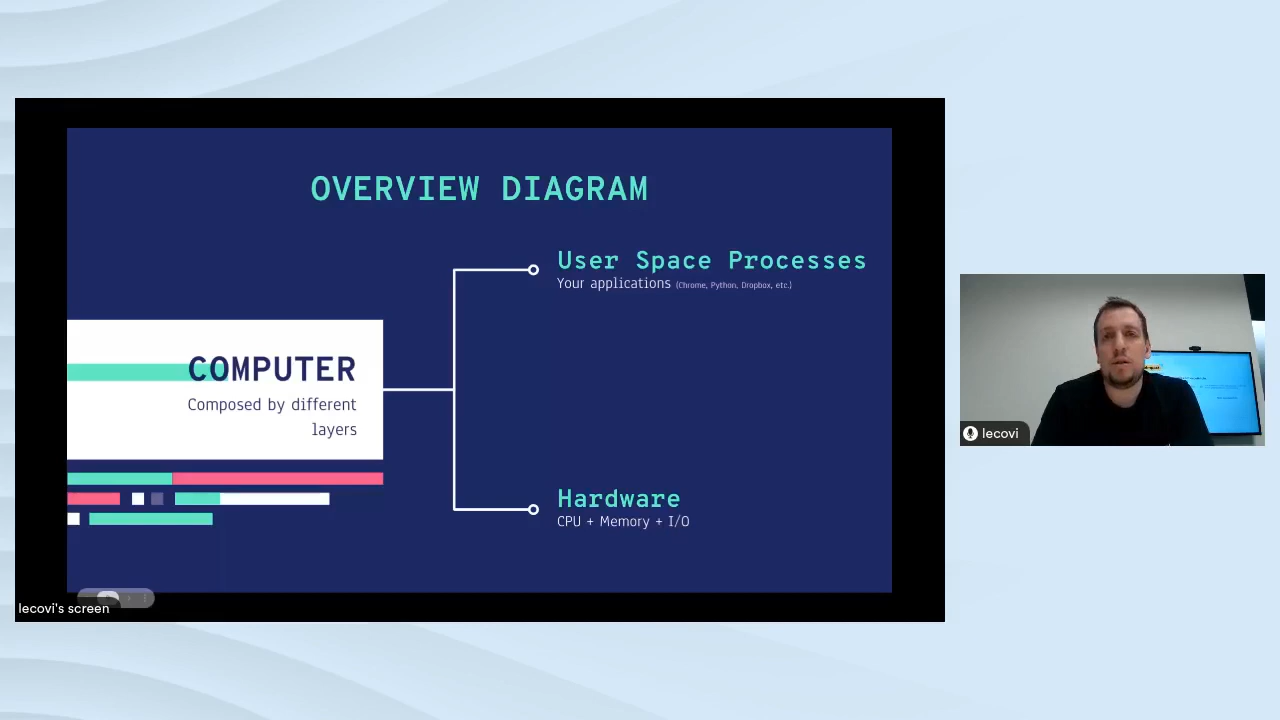 OVERVIEW DIAGRAM
User Space Processes
Your applications (Chrome, Python, Dropbox, etc.)
COMPUTER
Composed by different
layers
Hardware
CPU + Memory + I/O
lecovi's screen
lecovi